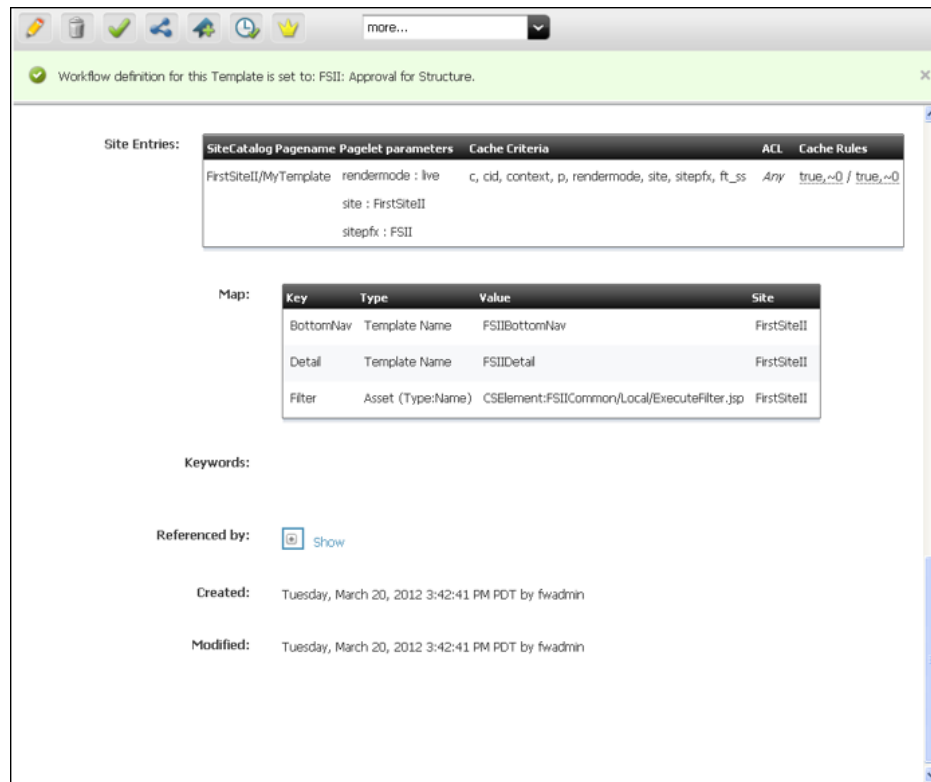 more...
Workflow definition for this Template is set to: FSII: Approval for Structure.
Site Entries:
SiteCatalog Pagename Pagelet parameters Cache Criteria ACL Cache Rules
FirstSiteII/MyTemplate rendermode : live c, cid, context, p, rendermode, site, sitepfx, ft_ss Any true,~0 / true,~0
site : FirstSiteII
sitepfx : FSII
Map:
Key Type Value Site
BottomNav Template Name FSIIBottomNav FirstSiteII
Detail Template Name FSIIDetail FirstSiteII
Filter Asset (Type:Name) CSElement:FSIICommon/Local/ExecuteFilter.jsp FirstSiteII
Keywords:
Referenced by: Show
Created: Tuesday, March 20, 2012 3:42:41 PM PDT by fwadmin
Modified: Tuesday, March 20, 2012 3:42:41 PM PDT by fwadmin